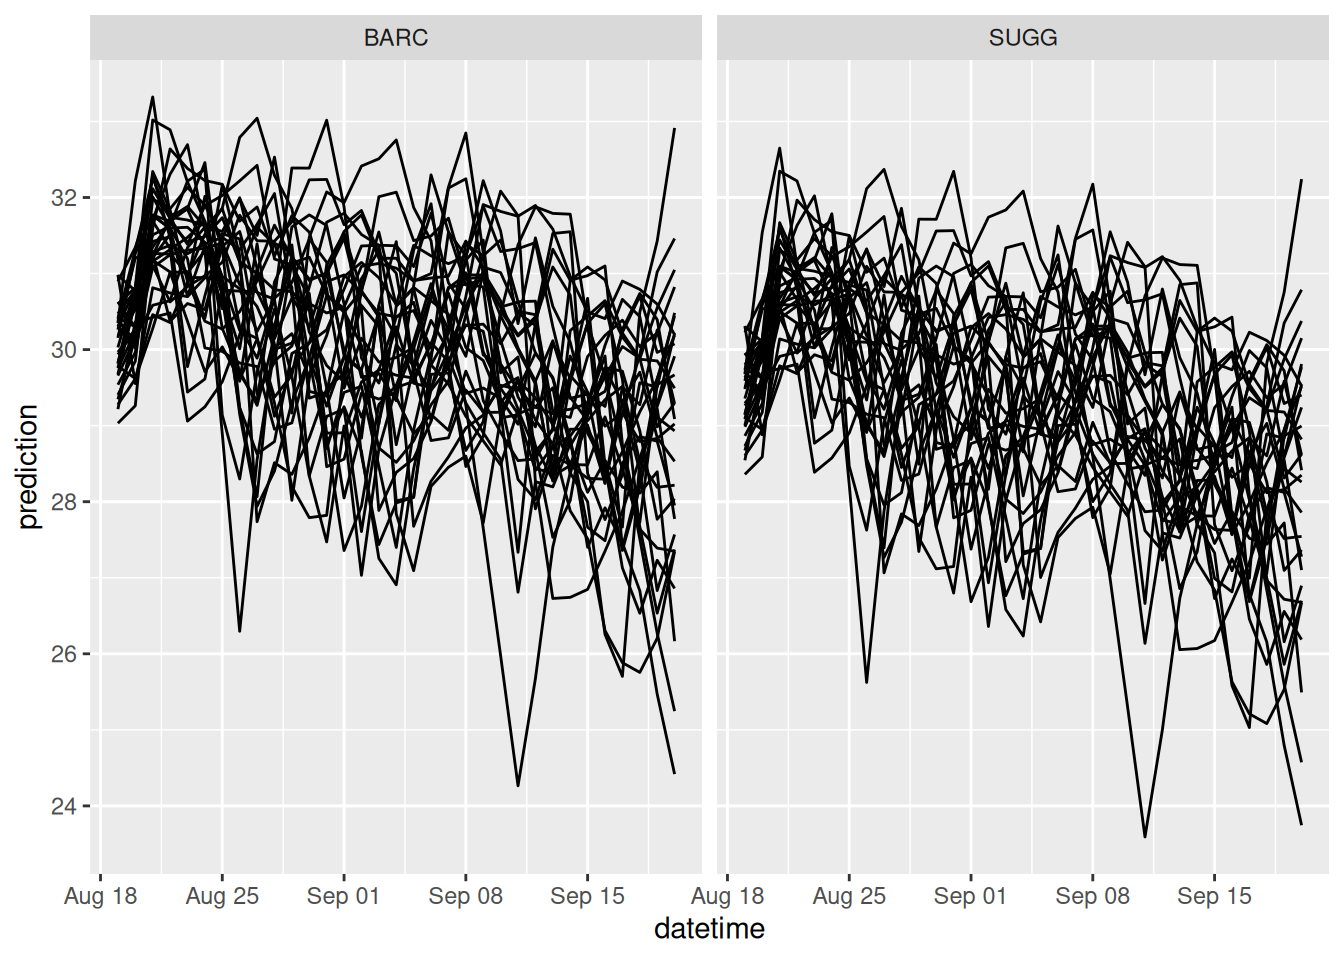 BARC SUGG
prediction
32
30
28
26
24
Aug 18 Aug 25 Sep 01 Sep 08 Sep 15 Aug 18 Aug 25 Sep 01 Sep 08 Sep 15
datetime